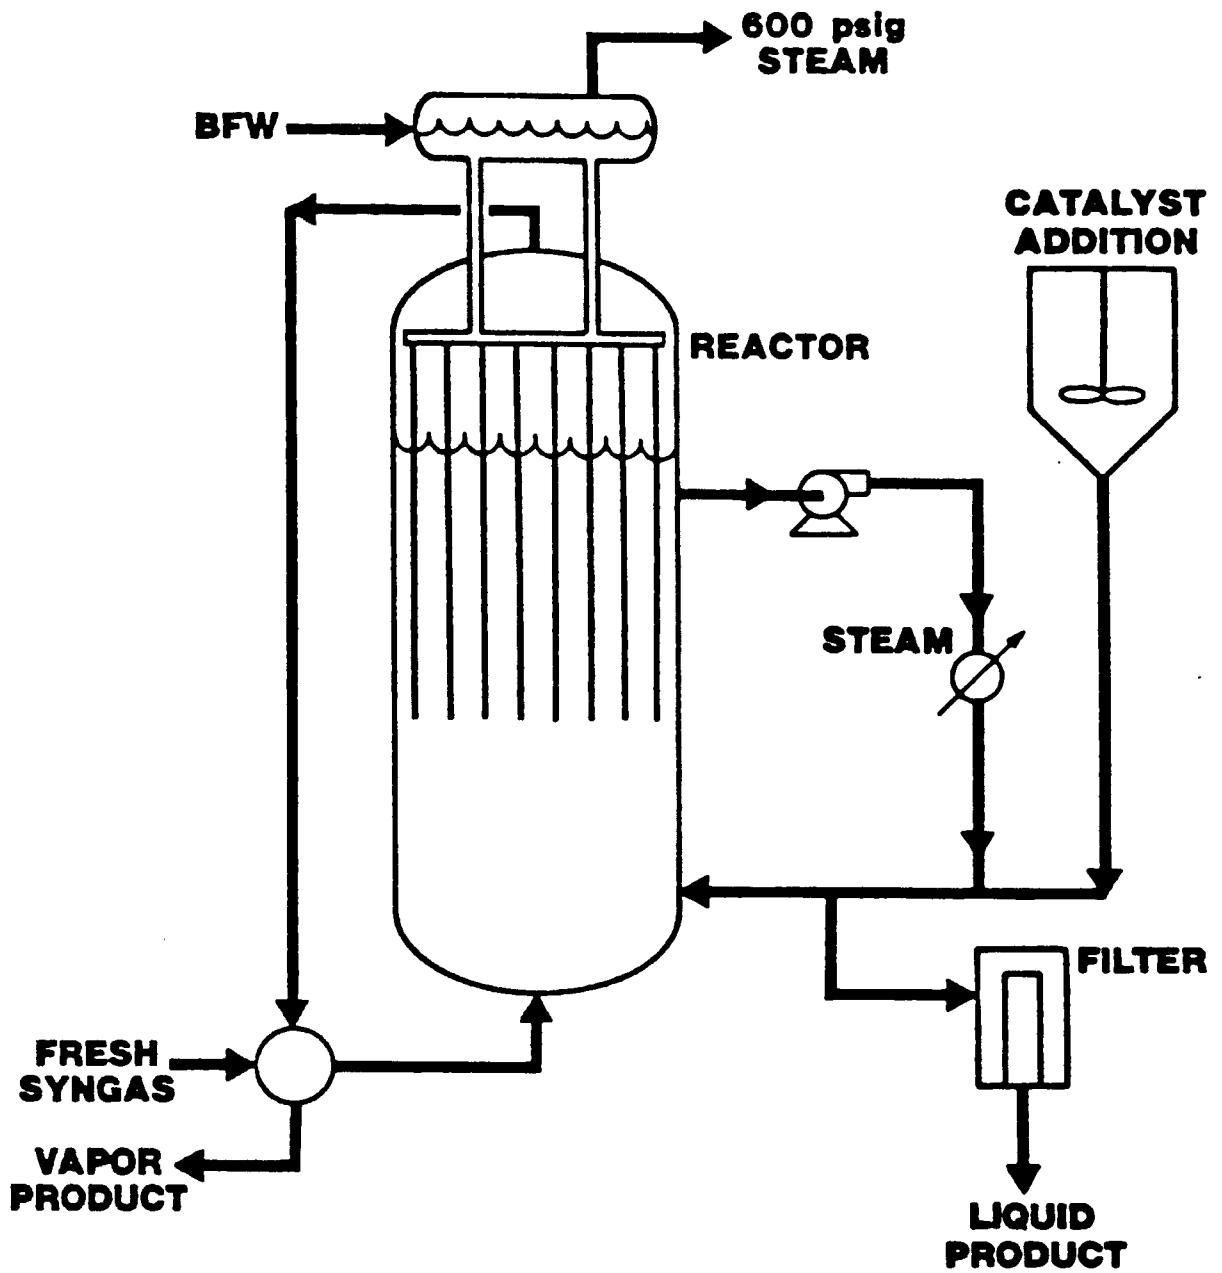 600 psig
STEAM
BFW
CATALYST
ADDITION
REACTOR
STEAM
FILTER
FRESH
SYNGAS
VAPOR
PRODUCT
LIQUID
PRODUCT